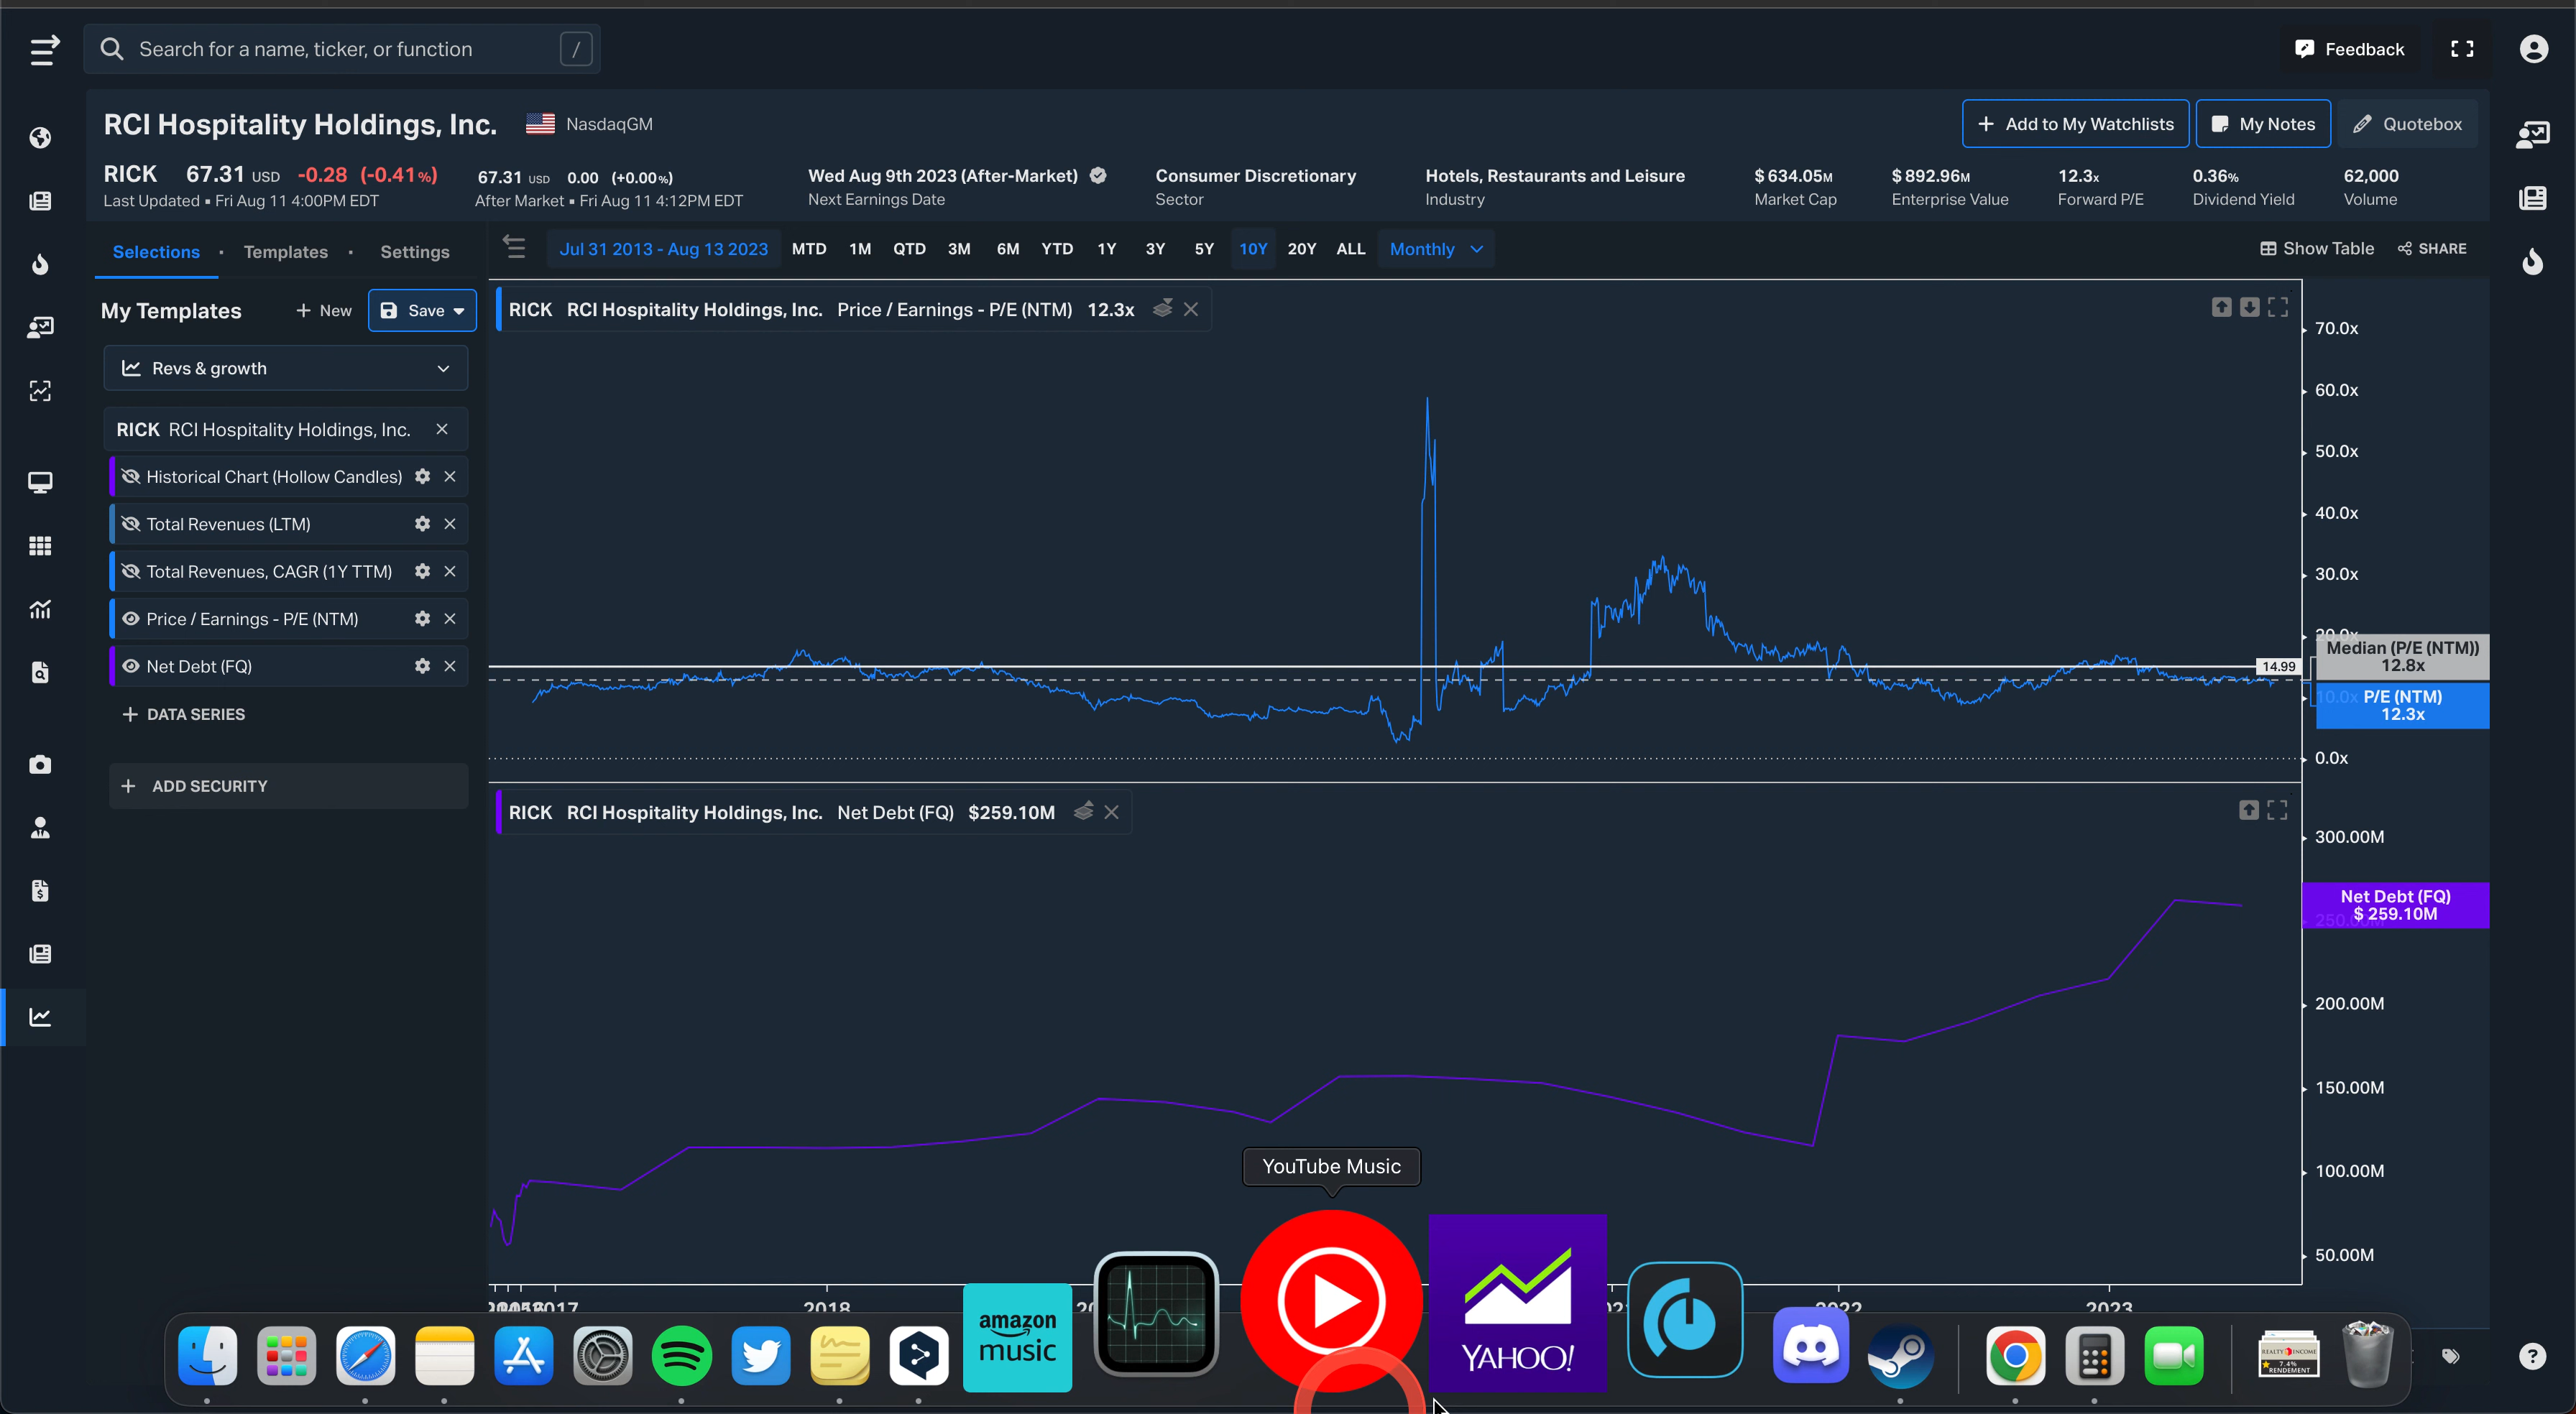 Search for a name, ticker, or function /
Feedback
RCI Hospitality Holdings, Inc. NasdaqGM
+ Add to My Watchlists My Notes Quotebox
RICK 67.31 USD -0.28 (-0.41%)
Last Updated ▪ Fri Aug 11 4:00PM EDT
67.31 USD 0.00 (+0.00%)
After Market ▪ Fri Aug 11 4:12PM EDT
Wed Aug 9th 2023 (After-Market)
Next Earnings Date
Consumer Discretionary
Sector
Hotels, Restaurants and Leisure
Industry
$ 634.05M
Market Cap
$ 892.96M
Enterprise Value
12.3x
Forward P/E
0.36%
Dividend Yield
62,000
Volume
Selections · Templates · Settings
My Templates + New Save
Revs & growth
RICK RCI Hospitality Holdings, Inc.
Historical Chart (Hollow Candles)
Total Revenues (LTM)
Total Revenues, CAGR (1Y TTM)
Price / Earnings - P/E (NTM)
Net Debt (FQ)
+ DATA SERIES
+ ADD SECURITY
Jul 31 2013 - Aug 13 2023 MTD 1M QTD 3M 6M YTD 1Y 3Y 5Y 10Y 20Y ALL Monthly
Show Table SHARE
RICK RCI Hospitality Holdings, Inc. Price / Earnings - P/E (NTM) 12.3x
70.0x
60.0x
50.0x
40.0x
30.0x
20.0x
14.99
Median (P/E (NTM))
12.8x
10.0x
P/E (NTM)
12.3x
0.0x
RICK RCI Hospitality Holdings, Inc. Net Debt (FQ) $259.10M
300.00M
Net Debt (FQ)
$ 259.10M
200.00M
150.00M
100.00M
50.00M
YouTube Music
2018
2022
2023
amazon
music
YAHOO!
REALTY INCOME
7.4%
RENDEMENT
?